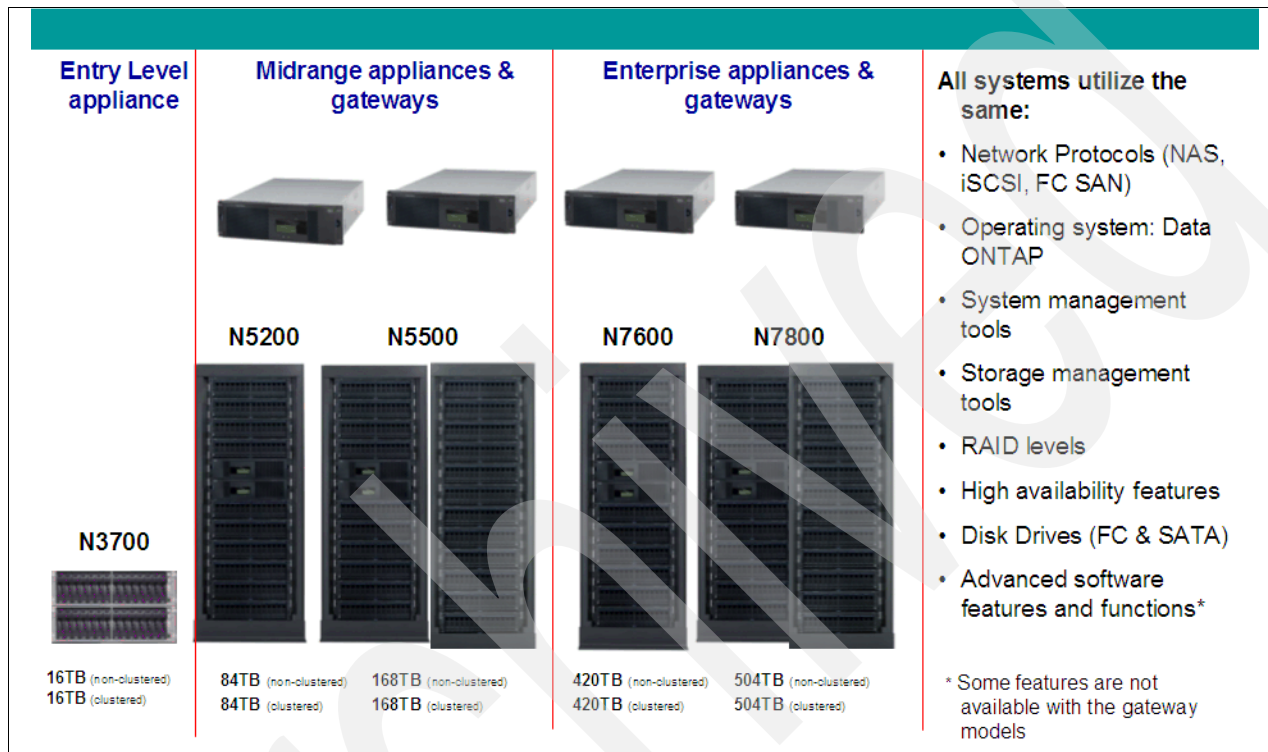 Entry Level
appliance
Midrange appliances &
gateways
Enterprise appliances &
gateways
All systems utilize the
same:
• Network Protocols (NAS,
iSCSI, FC SAN)
• Operating system: Data
ONTAP
• System management
tools
• Storage management
tools
• RAID levels
• High availability features
• Disk Drives (FC & SATA)
• Advanced software
features and functions*
* Some features are not
available with the gateway
models
N5200
N5500
N7600
N7800
N3700
16TB (non-clustered)
16TB (clustered)
84TB (non-clustered)
84TB (clustered)
168TB (non-clustered)
168TB (clustered)
420TB (non-clustered)
420TB (clustered)
504TB (non-clustered)
504TB (clustered)